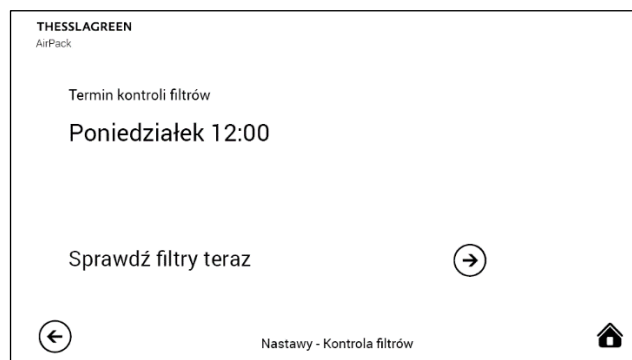 THESSLAGREEN
AirPack
Termin kontroli filtrów
Poniedziałek 12:00
Sprawdź filtry teraz
Nastawy - Kontrola filtrów